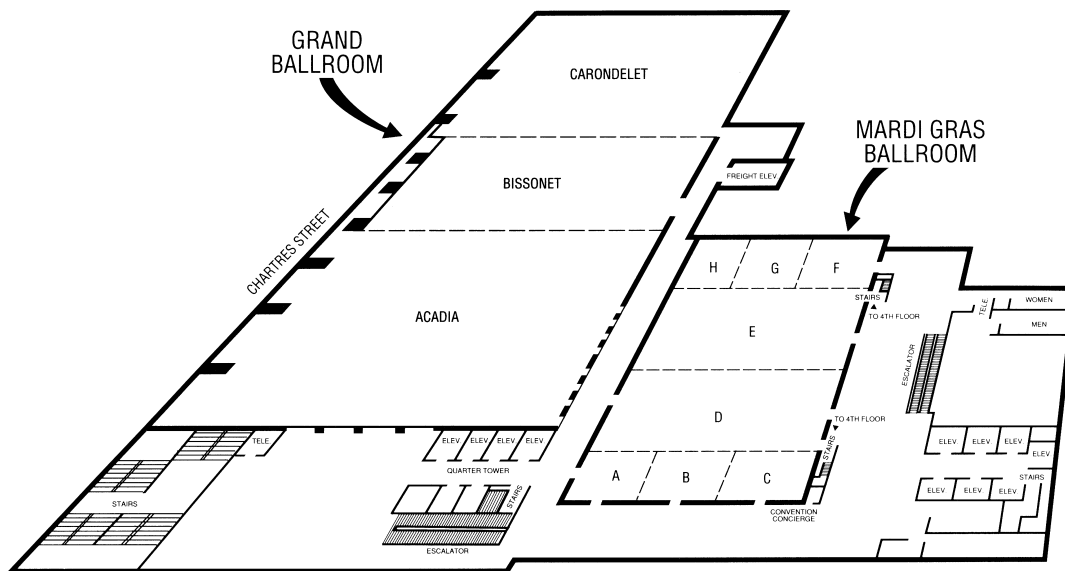 GRAND
BALLROOM
CARONDELET
MARDI GRAS
BALLROOM
FREIGHT ELEV.
BISSONET
CHARTRES STREET
H
G
F
STAIRS
TO 4TH FLOOR
TELE
WOMEN
MEN
ACADIA
E
ESCALATOR
D
TO 4TH FLOOR
STAIRS
TELE.
ELEV.
ELEV.
ELEV.
ELEV.
QUARTER TOWER
ELEV.
ELEV.
ELEV.
ELEV.
A
B
C
STAIRS
STAIRS
STAIRS
ELEV.
ELEV.
ELEV.
CONVENTION
CONCIERGE
ESCALATOR